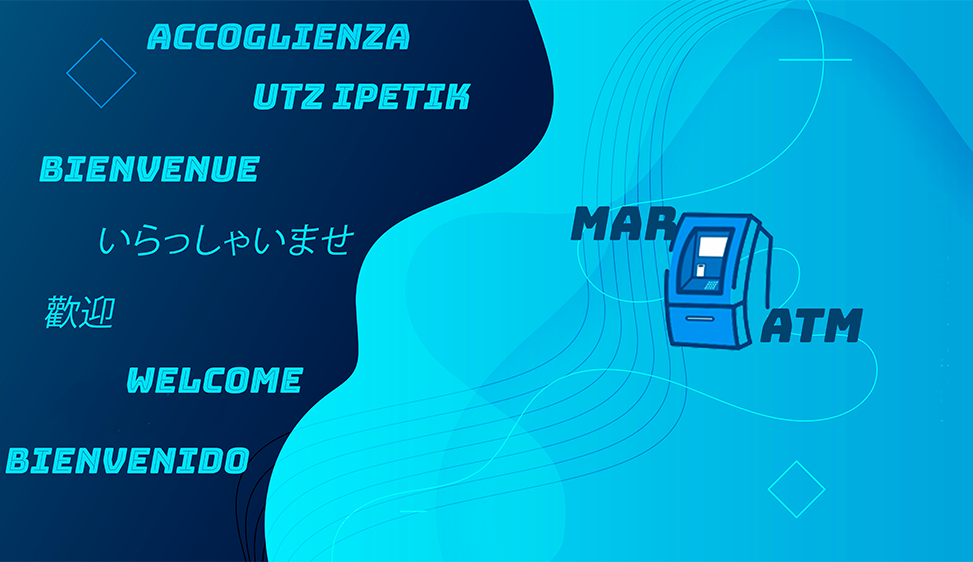 ACCOGLIENZA
UTZ IPETIK
BIENVENUE
いらっしゃいませ
歡迎
WELCOME
BIENVENIDO
MAR
ATM